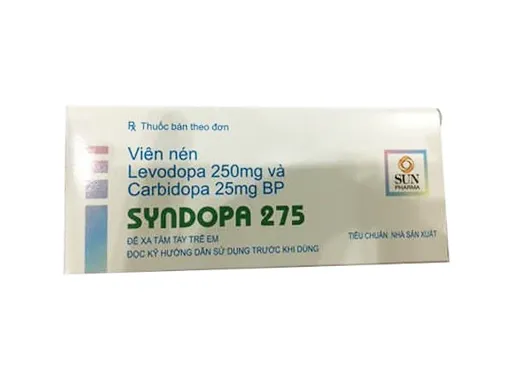 ℞ Thuốc bán theo đơn
Viên nén
Levodopa 250mg và
Carbidopa 25mg BP
SYNDOPA 275
ĐỂ XA TẦM TAY TRẺ EM
ĐỌC KỸ HƯỚNG DẪN SỬ DỤNG TRƯỚC KHI DÙNG
SUN
PHARMA
TIÊU CHUẨN: NHÀ SẢN XUẤT